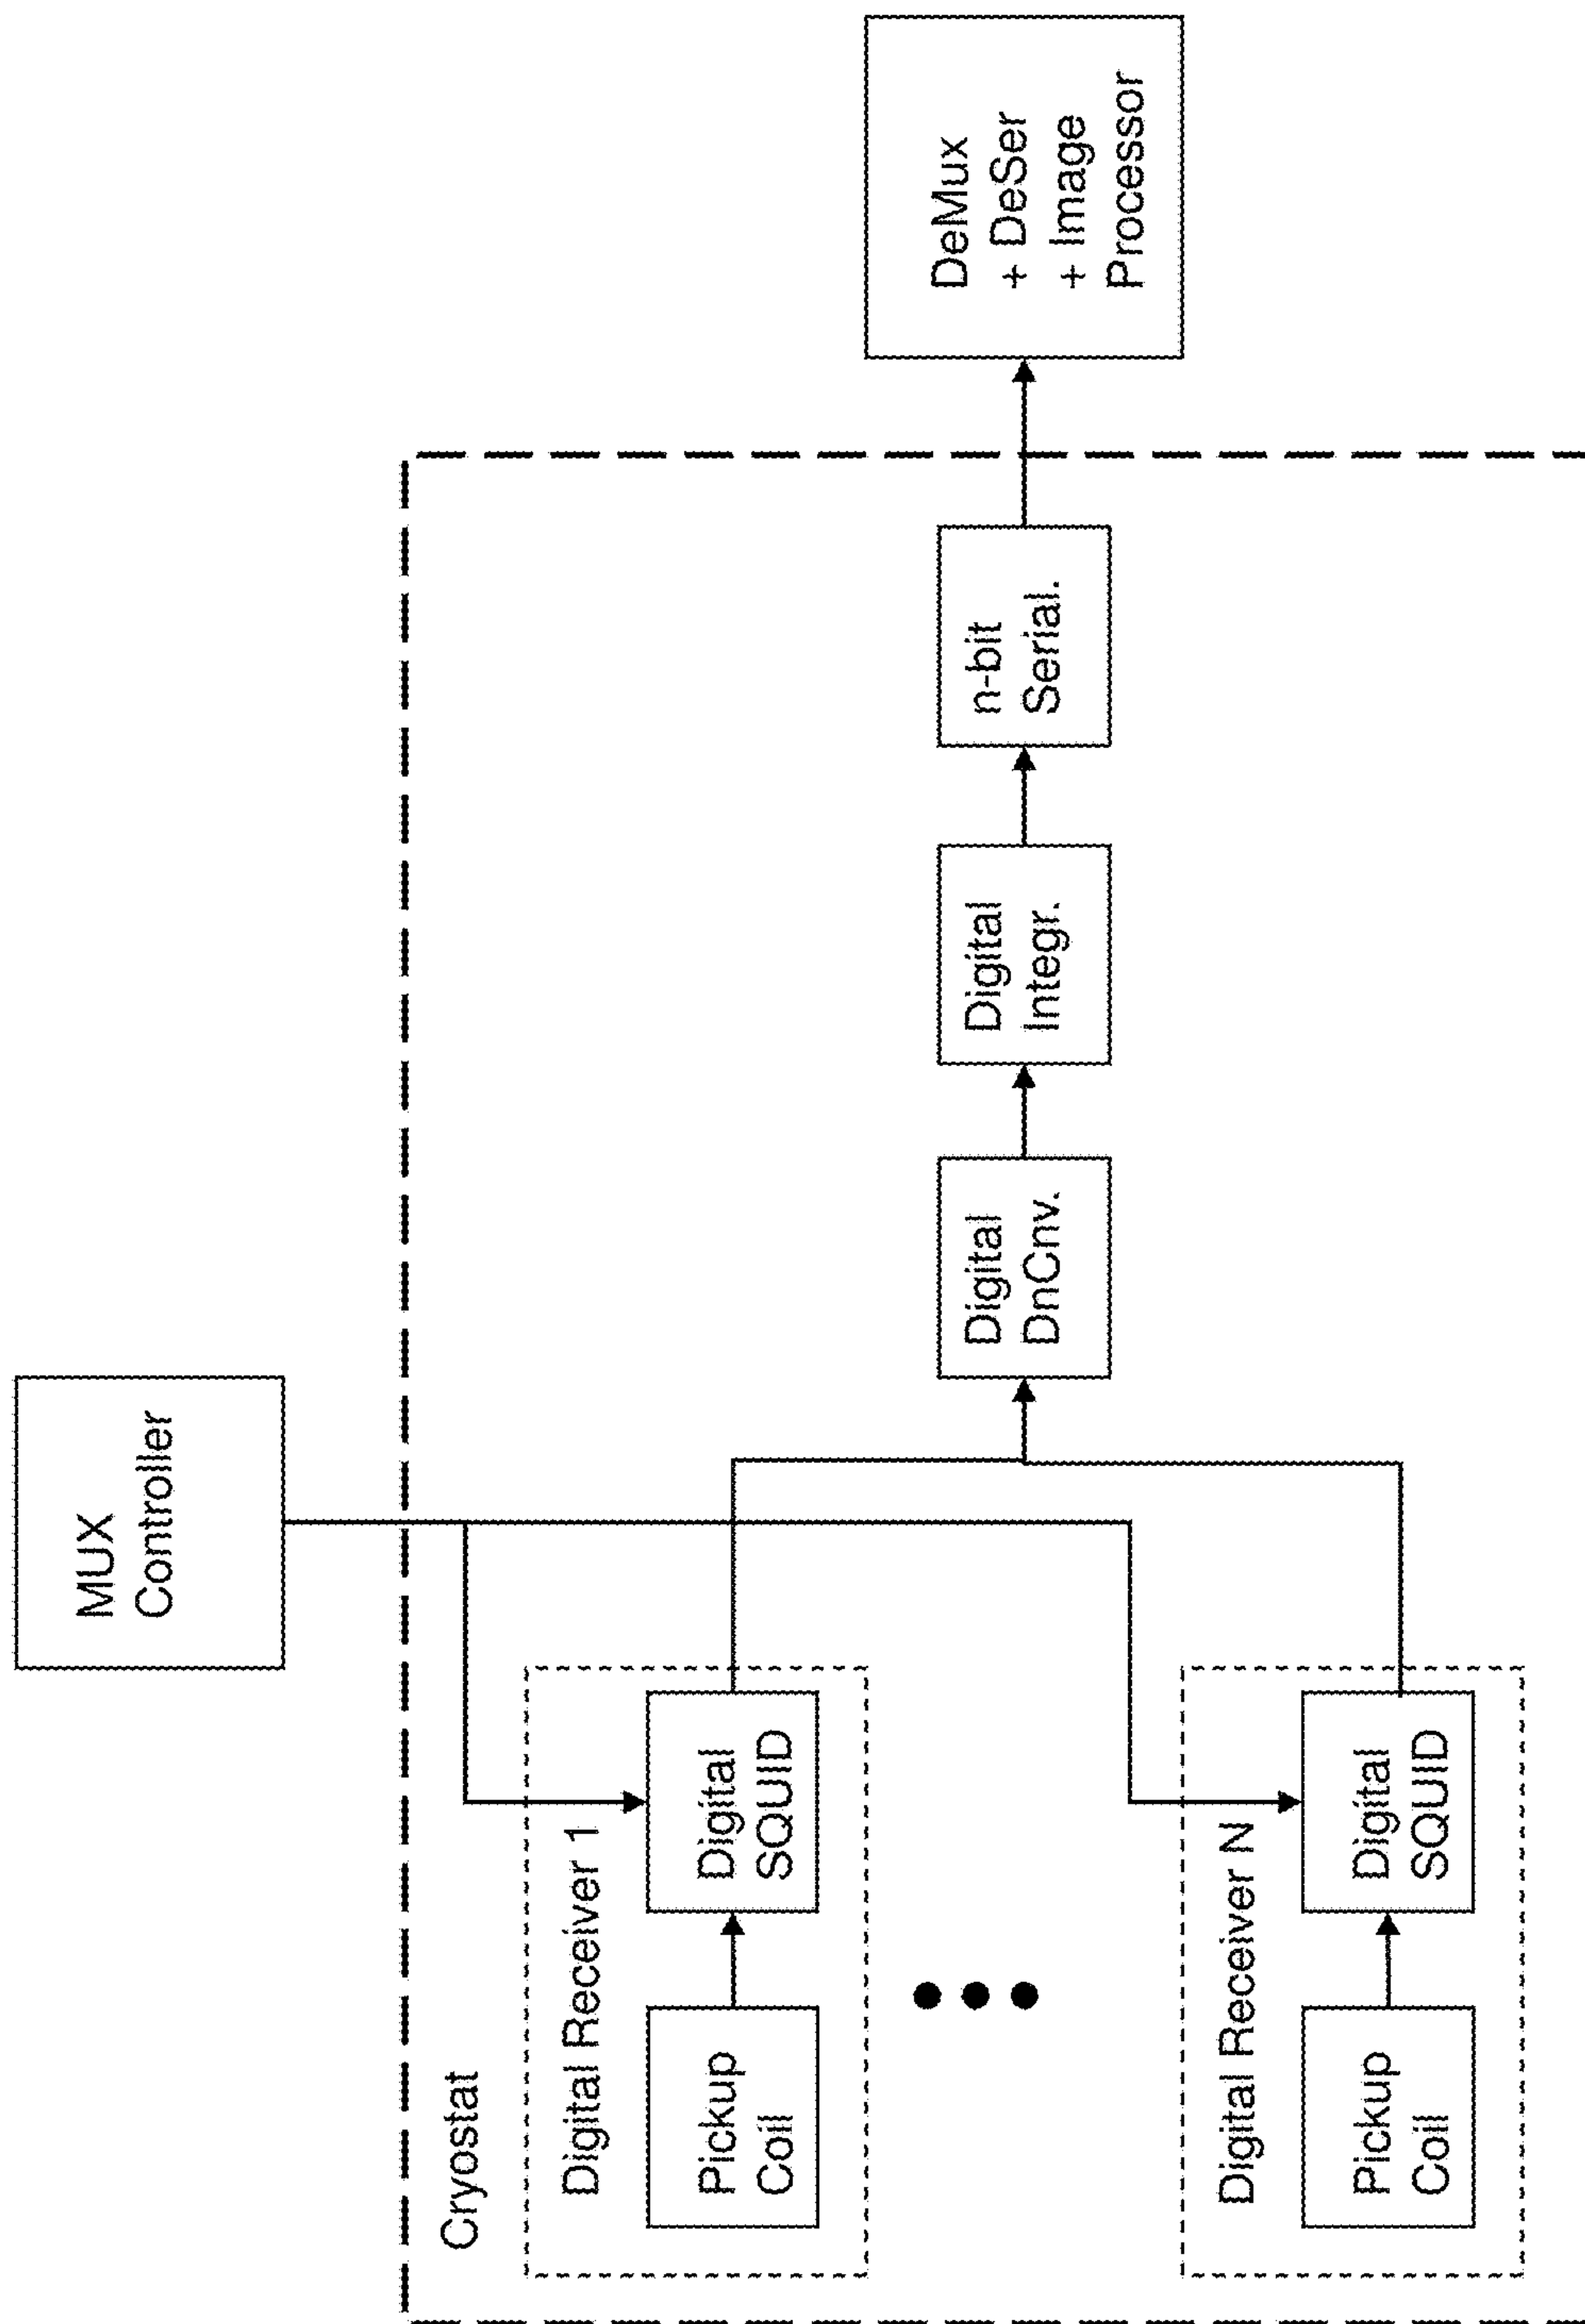 MUX
Controller
Cryostat
Digital Receiver 1
Pickup
Coil
Digital
SQUID
Digital Receiver N
Pickup
Coil
Digital
SQUID
Digital
DnCnv.
Digital
Integr.
n-bit
Serial.
DeMux
+ DeSer
+ Image
Processor